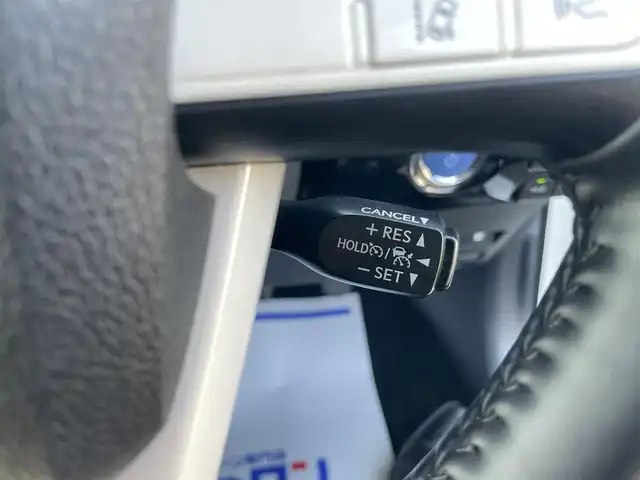 CANCEL▼
+ RES ▲
HOLD / ◀
− SET ▼